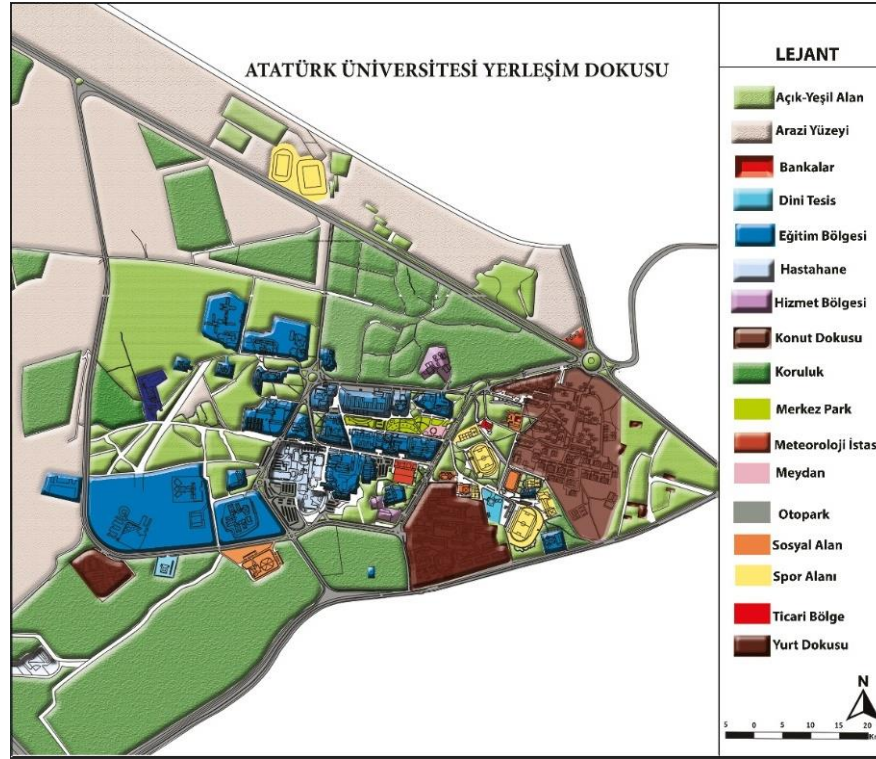 ATATÜRK ÜNİVERSİTESİ YERLEŞİM DOKUSU
LEJANT
Açık-Yeşil Alan
Arazi Yüzeyi
Bankalar
Dini Tesis
Eğitim Bölgesi
Hastahane
Hizmet Bölgesi
Konut Dokusu
Koruluk
Merkez Park
Meteoroloji İstas
Meydan
Otopark
Sosyal Alan
Spor Alanı
Ticari Bölge
Yurt Dokusu
N
5 0 5 10 15 20